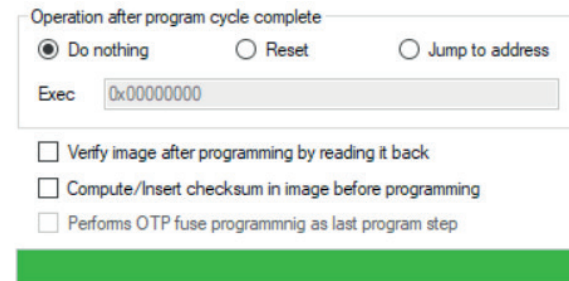 Operation after program cycle complete
Do nothing Reset Jump to address
Exec 0x00000000
Verify image after programming by reading it back
Compute/Insert checksum in image before programming
Performs OTP fuse programmnig as last program step